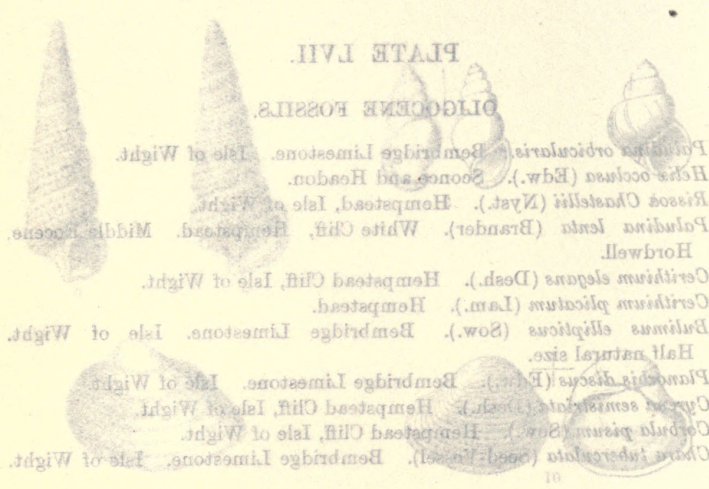 PLATE LVII.
OLIGOCENE FOSSILS.
Paludina orbicularis. Bembridge Limestone. Isle of Wight.
Helix occlusa (Edw.). Sconce and Headon.
Rissoa Chastellii (Nyst.). Hempstead, Isle of Wight.
Paludina lenta (Brander). White Cliff, Hempstead. Middle Eocene,
Hordwell.
Cerithium elegans (Desh.). Hempstead Cliff, Isle of Wight.
Cerithium plicatum (Lam.). Hempstead.
Bulimus ellipticus (Sow.). Bembridge Limestone. Isle of Wight.
Half natural size.
Planorbis discus (Edw.). Bembridge Limestone. Isle of Wight.
Cyrena semistriata (Desh.). Hempstead Cliff, Isle of Wight.
Corbula pisum (Sow.). Hempstead Cliff, Isle of Wight.
Chara tuberculata (Seed-Vessel). Bembridge Limestone. Isle of Wight.